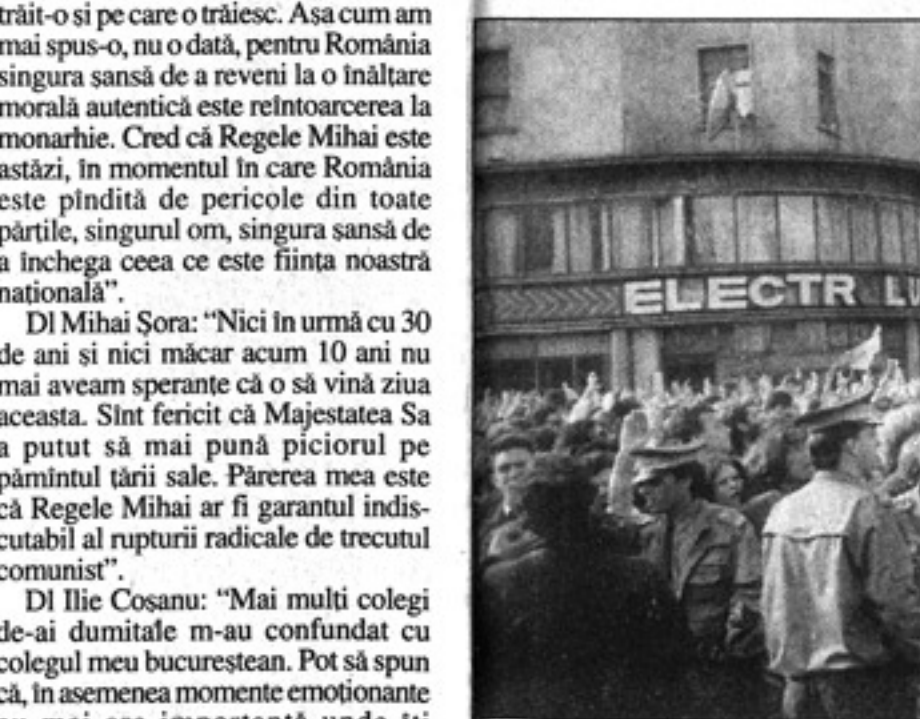 trăit-o și pe care o trăiesc. Așa cum am
mai spus-o, nu o dată, pentru România
singura șansă de a reveni la o înălțare
morală autentică este reîntoarcerea la
monarhie. Cred că Regele Mihai este
astăzi, în momentul în care România
este pîndită de pericole din toate
părțile, singurul om, singura șansă de
a închega ceea ce este ființa noastră
națională”.
Dl Mihai Șora: “Nici în urmă cu 30
de ani și nici măcar acum 10 ani nu
mai aveam speranțe că o să vină ziua
aceasta. Sînt fericit că Majestatea Sa
a putut să mai pună piciorul pe
pămîntul țării sale. Părerea mea este
că Regele Mihai ar fi garantul indis-
cutabil al rupturii radicale de trecutul
comunist”.
Dl Ilie Coșanu: “Mai mulți colegi
de-ai dumitale m-au confundat cu
colegul meu bucureștean. Pot să spun
că, în asemenea momente emoționante
ELECTR